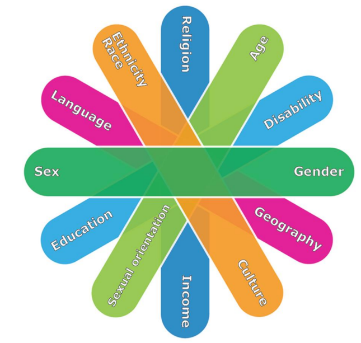 Religion
Age
Disability
Gender
Geography
Culture
Income
Sexual orientation
Education
Sex
Language
Ethnicity
Race